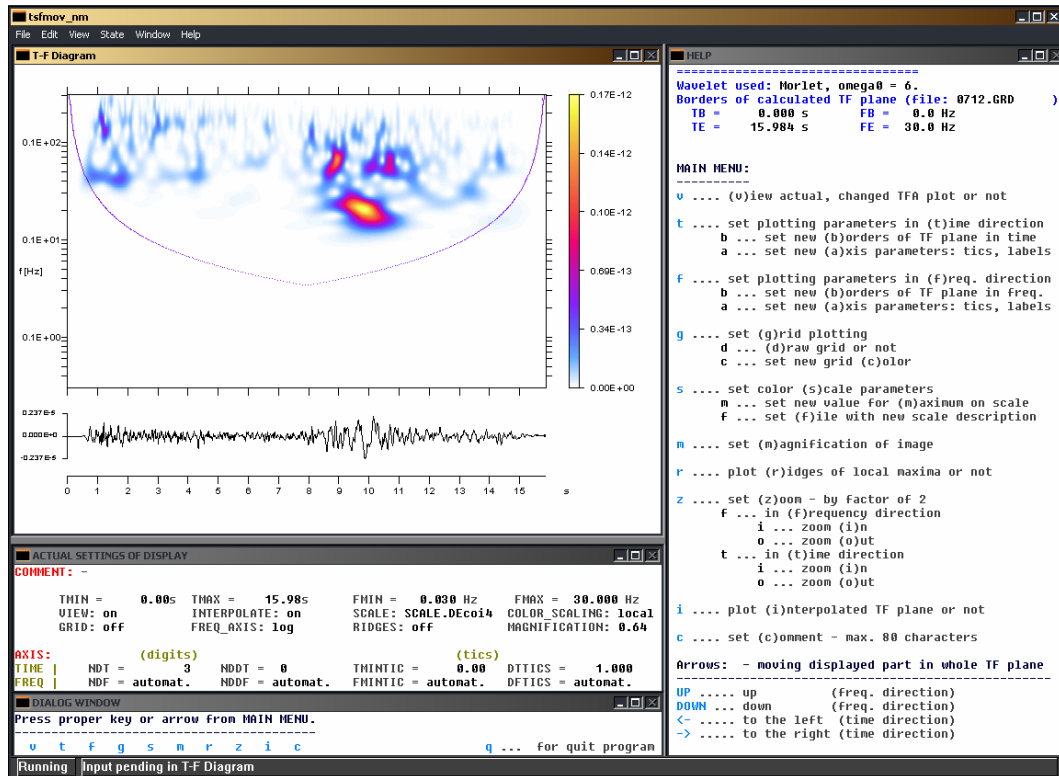 tsfmov_nm
File Edit View State Window Help
T-F Diagram
0.1E+02
0.1E+01
f[Hz]
0.1E+00
0.17E-12
0.14E-12
0.10E-12
0.69E-13
0.34E-13
0.00E+00
0.237E-5
0.000E+0
-0.237E-5
0 1 2 3 4 5 6 7 8 9 10 11 12 13 14 15 s
ACTUAL SETTINGS OF DISPLAY
COMMENT: -
TMIN = 0.00s TMAX = 15.98s FMIN = 0.030 Hz FMAX = 30.000 Hz
VIEW: on INTERPOLATE: on SCALE: SCALE.DEcoi4 COLOR_SCALING: local
GRID: off FREQ_AXIS: log RIDGES: off MAGNIFICATION: 0.64
AXIS: (digits) (tics)
TIME | NDT = 3 NDDT = 0 TMINTIC = 0.00 DTTICS = 1.000
FREQ | NDF = automat. NDDF = automat. FMINTIC = automat. DFTICS = automat.
DIALOG WINDOW
Press proper key or arrow from MAIN MENU.
-----------------------------------------
v t f g s m r z i c q ... for quit program
HELP
=================================
Wavelet used: Morlet, omega0 = 6.
Borders of calculated TF plane (file: 0712.GRD )
TB = 0.000 s FB = 0.0 Hz
TE = 15.984 s FE = 30.0 Hz
MAIN MENU:
----------
v .... (v)iew actual, changed TFA plot or not
t .... set plotting parameters in (t)ime direction
b ... set new (b)orders of TF plane in time
a ... set new (a)xis parameters: tics, labels
f .... set plotting parameters in (f)req. direction
b ... set new (b)orders of TF plane in freq.
a ... set new (a)xis parameters: tics, labels
g .... set (g)rid plotting
d ... (d)raw grid or not
c ... set new grid (c)olor
s .... set color (s)cale parameters
m ... set new value for (m)aximum on scale
f ... set (f)ile with new scale description
m .... set (m)agnification of image
r .... plot (r)idges of local maxima or not
z .... set (z)oom - by factor of 2
f ... in (f)requency direction
i ... zoom (i)n
o ... zoom (o)ut
t ... in (t)ime direction
i ... zoom (i)n
o ... zoom (o)ut
i .... plot (i)nterpolated TF plane or not
c .... set (c)omment - max. 80 characters
Arrows: - moving displayed part in whole TF plane
---------------------------------------------------
UP ..... up (freq. direction)
DOWN ... down (freq. direction)
<- ..... to the left (time direction)
-> ..... to the right (time direction)
Running Input pending in T-F Diagram